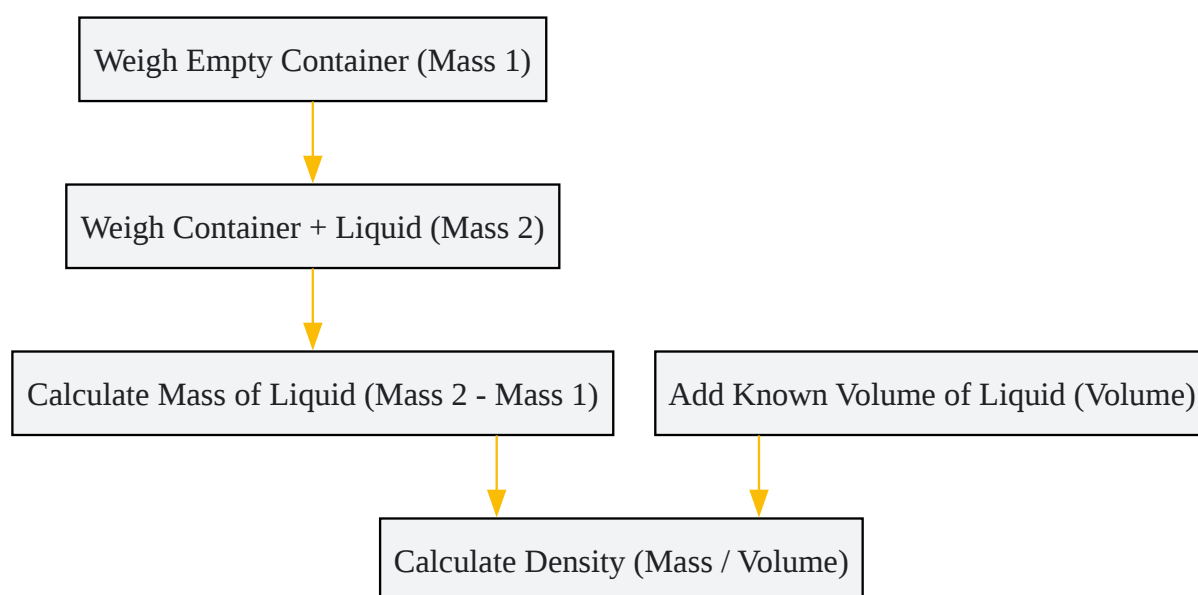 Weigh Empty Container (Mass 1)
Weigh Container + Liquid (Mass 2)
Calculate Mass of Liquid (Mass 2 - Mass 1)
Add Known Volume of Liquid (Volume)
Calculate Density (Mass / Volume)